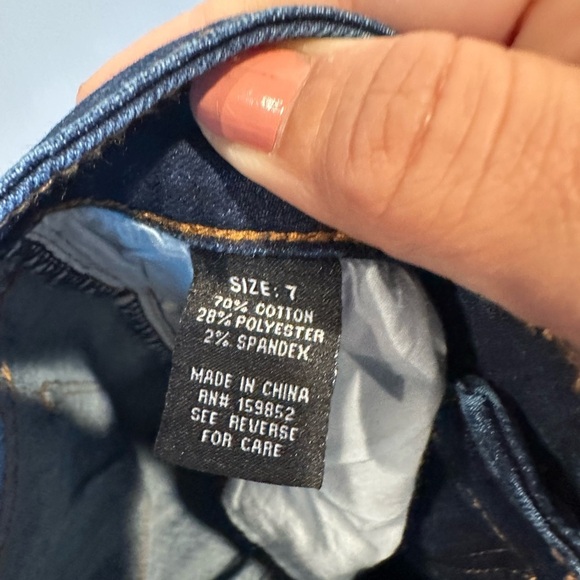 SIZE: 7
70% COTTON
28% POLYESTER
2% SPANDEX
MADE IN CHINA
RN# 159852
SEE REVERSE
FOR CARE